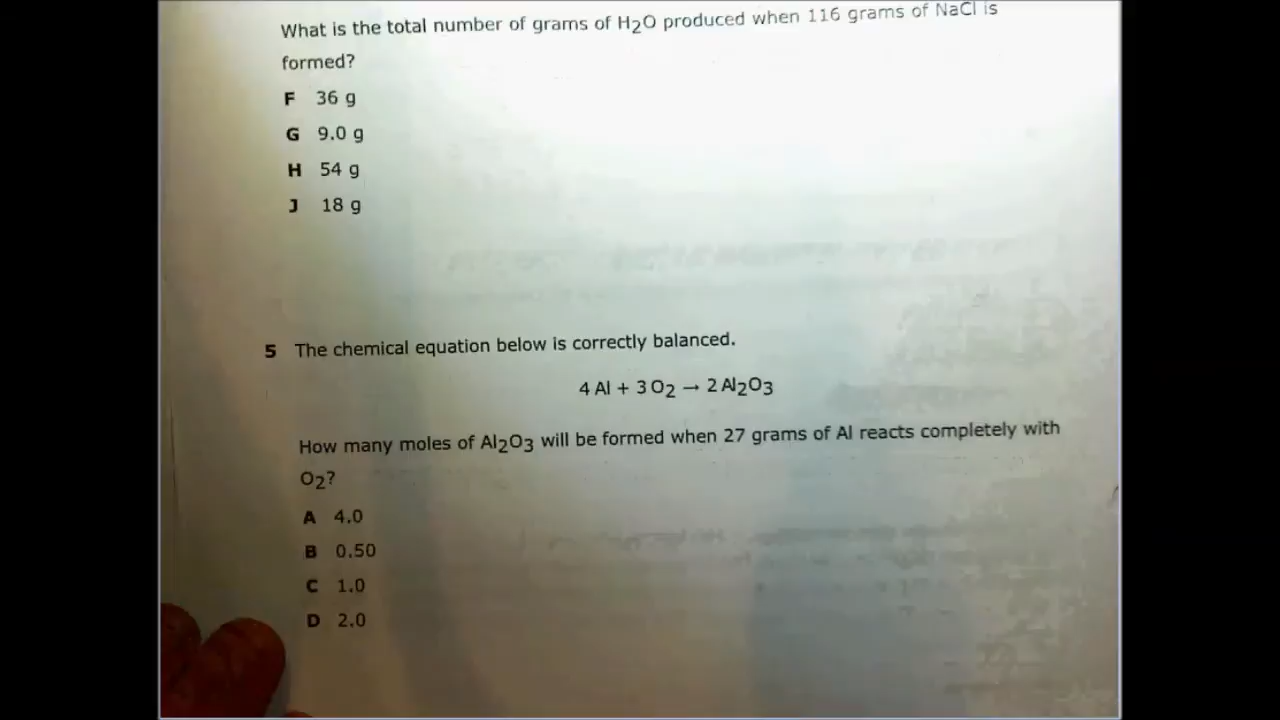 What is the total number of grams of H2O produced when 116 grams of NaCl is
formed?
F 36 g
G 9.0 g
H 54 g
J 18 g
5 The chemical equation below is correctly balanced.
4 Al + 3 O2 → 2 Al2O3
How many moles of Al2O3 will be formed when 27 grams of Al reacts completely with
O2?
A 4.0
B 0.50
C 1.0
D 2.0